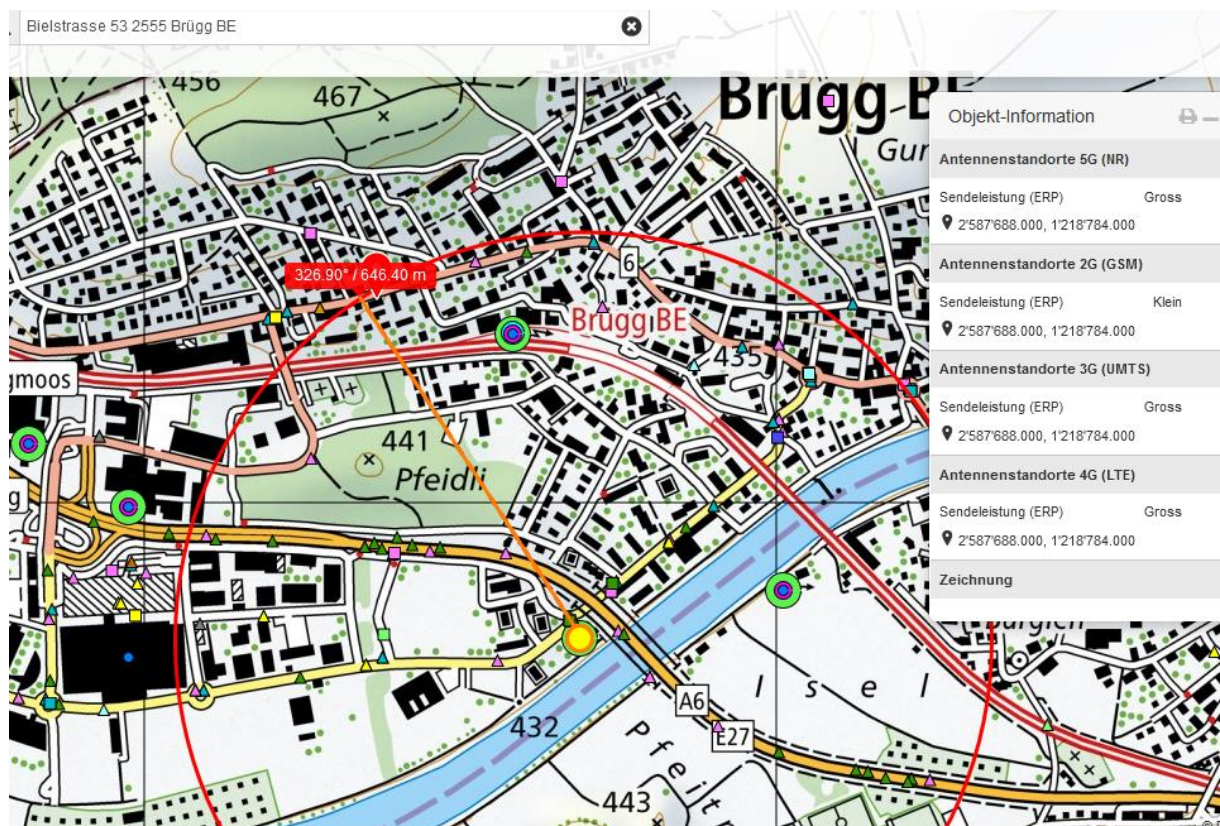 Bielstrasse 53 2555 Brügg BE
456
467
Brügg BE
Gur
6
326.90° / 646.40 m
Brügg BE
435
gmoos
441
Pfeidli
g
A6
E27
I s e l
432
Pfeit
443
Objekt-Information
Antennenstandorte 5G (NR)
Sendeleistung (ERP) Gross
2'587'688.000, 1'218'784.000
Antennenstandorte 2G (GSM)
Sendeleistung (ERP) Klein
2'587'688.000, 1'218'784.000
Antennenstandorte 3G (UMTS)
Sendeleistung (ERP) Gross
2'587'688.000, 1'218'784.000
Antennenstandorte 4G (LTE)
Sendeleistung (ERP) Gross
2'587'688.000, 1'218'784.000
Zeichnung